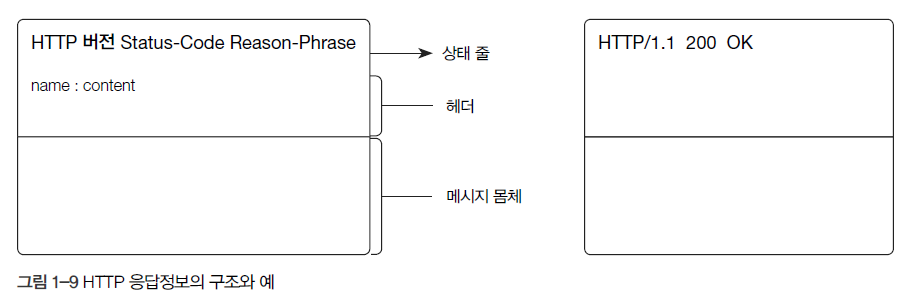 HTTP 버전 Status-Code Reason-Phrase
name : content
상태 줄
헤더
메시지 몸체
HTTP/1.1 200 OK
그림 1-9 HTTP 응답정보의 구조와 예